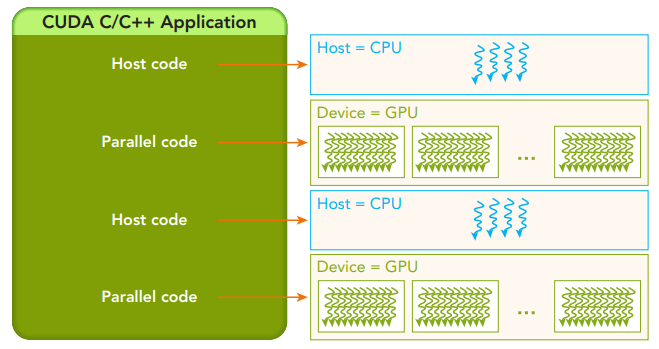 CUDA C/C++ Application
Host code
Host = CPU
Parallel code
Device = GPU
...
Host code
Host = CPU
Parallel code
Device = GPU
...